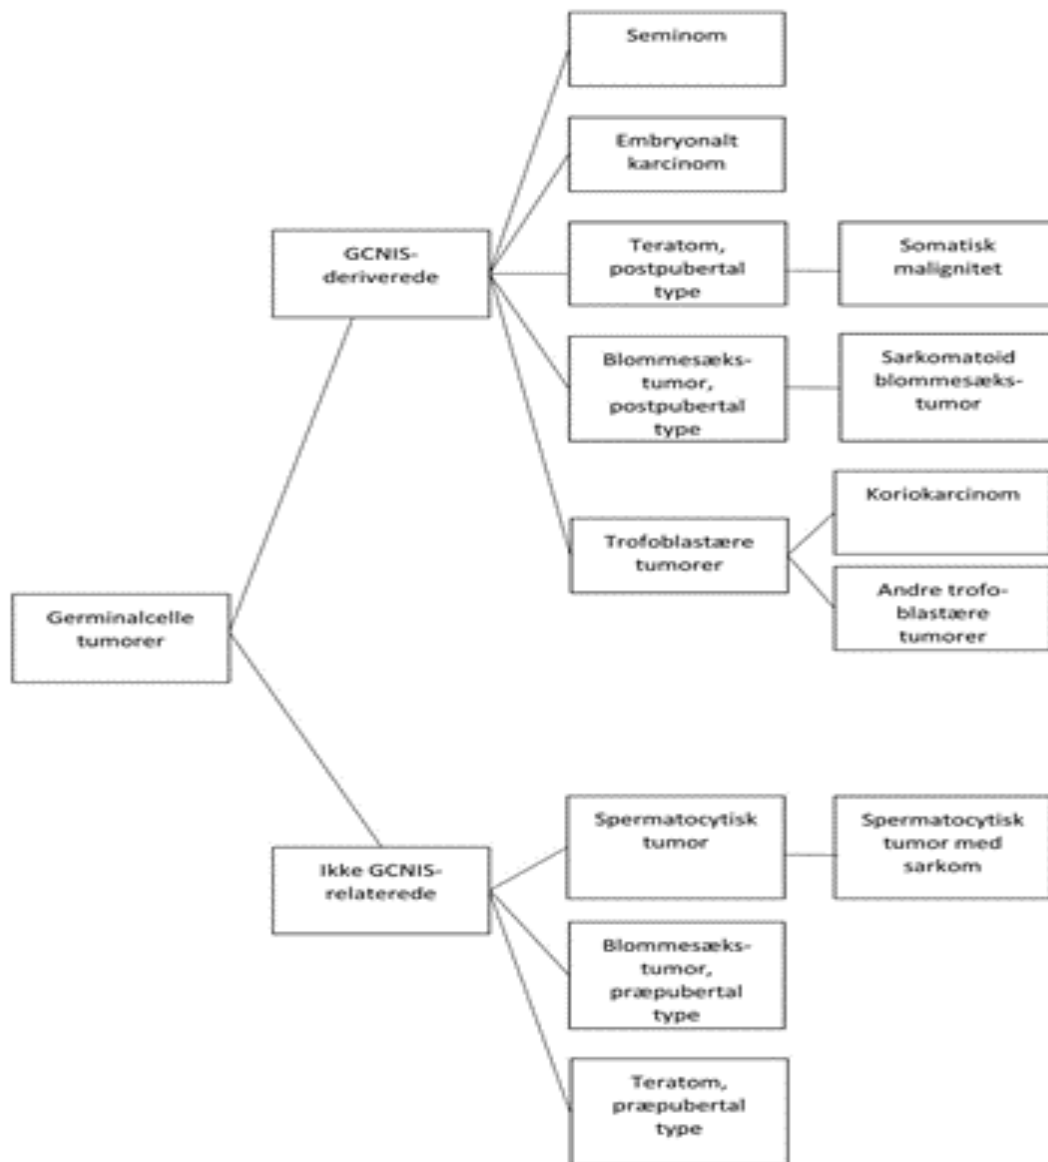 Seminom
Embryonalt
karcinom
GCNIS-
deriverede
Teratom,
postpubertal
type
Somatisk
malignitet
Blommesæks-
tumor,
postpubertal
type
Sarkomatoid
blommesæks-
tumor
Trofoblastære
tumorer
Koriokarcinom
Andre trofo-
blastære
tumorer
Germinalcelle
tumorer
Ikke GCNIS-
relaterede
Spermatocytisk
tumor
Spermatocytisk
tumor med
sarkom
Blommesæks-
tumor,
præpubertal
type
Teratom,
præpubertal
type